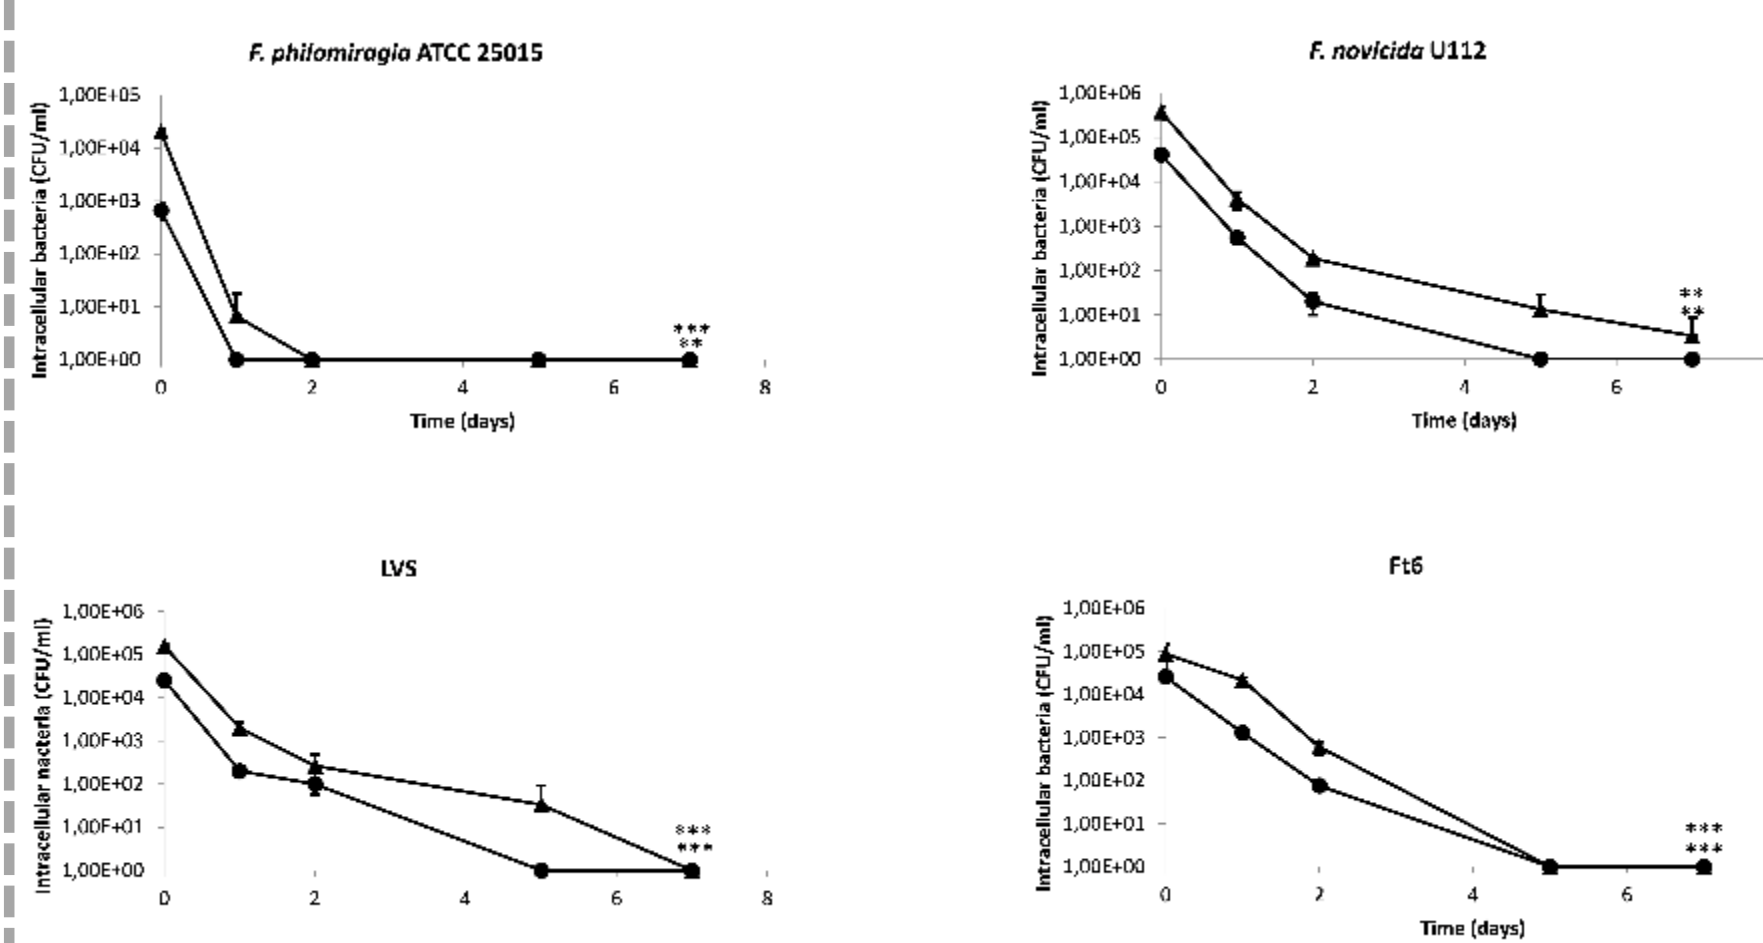 F. philomiragia ATCC 25015
Intracellular bacteria (CFU/ml)
1,00E+05
1,00E+04
1,00E+03
1,00E+02
1,00E+01
1,00E+00
***
**
0 2 4 6 8
Time (days)
F. novicida U112
Intracellular bacteria (CFU/ml)
1,00E+06
1,00E+05
1,00E+04
1,00E+03
1,00E+02
1,00E+01
1,00E+00
**
**
0 2 4 6
Time (days)
LVS
Intracellular nacteria (CFU/ml)
1,00E+06
1,00E+05
1,00E+04
1,00E+03
1,00E+02
1,00E+01
1,00E+00
***
***
0 2 4 6 8
Ft6
Intracellular bacteria (CFU/ml)
1,00E+06
1,00E+05
1,00E+04
1,00E+03
1,00E+02
1,00E+01
1,00E+00
***
***
0 2 4 6
Time (days)